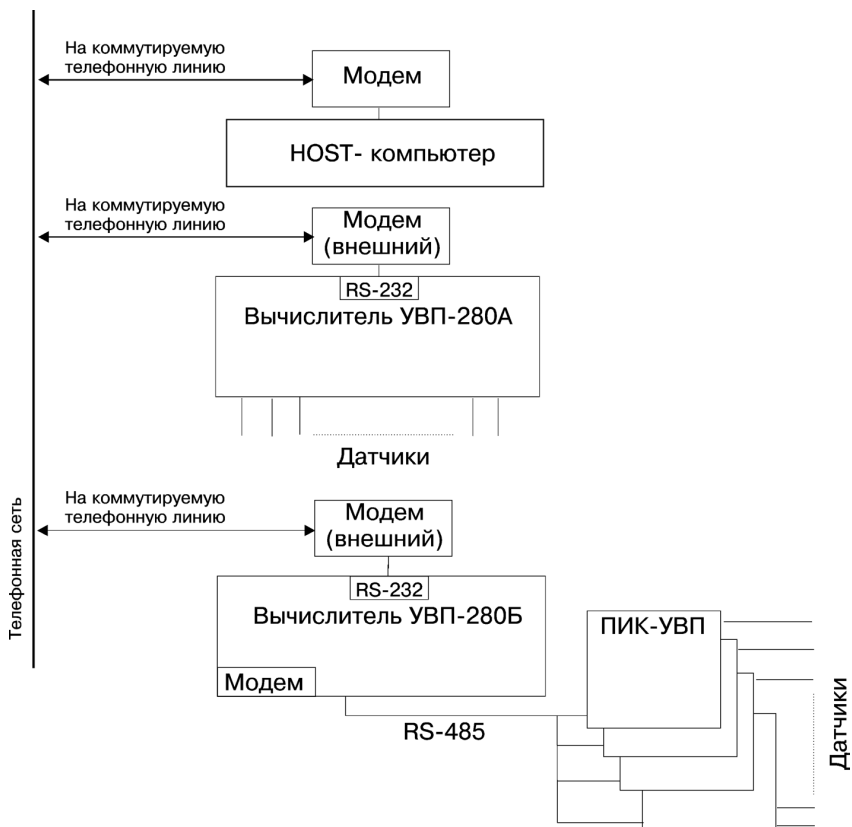 На коммутируемую
телефонную линию
Модем
HOST- компьютер
На коммутируемую
телефонную линию
Модем
(внешний)
RS-232
Вычислитель УВП-280А
Датчики
На коммутируемую
телефонную линию
Модем
(внешний)
RS-232
Вычислитель УВП-280Б
Модем
RS-485
ПИК-УВП
Датчики
Телефонная сеть